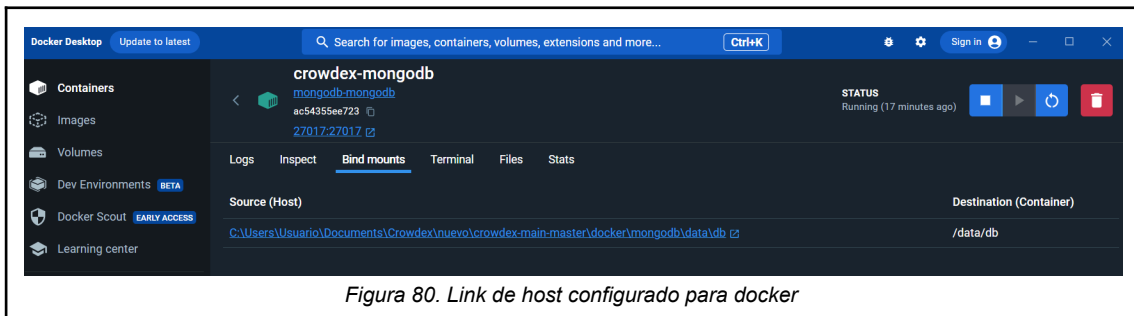 Docker Desktop Update to latest Search for images, containers, volumes, extensions and more... Ctrl+K Sign in
Containers
Images
Volumes
Dev Environments BETA
Docker Scout EARLY ACCESS
Learning center
crowdex-mongodb
mongodb-mongodb
ac54355ee723
27017:27017
STATUS
Running (17 minutes ago)
Logs Inspect Bind mounts Terminal Files Stats
Source (Host) Destination (Container)
C:\Users\Usuario\Documents\Crowdex\nuevo\crowdex-main-master\docker\mongodb\data\db /data/db
Figura 80. Link de host configurado para docker